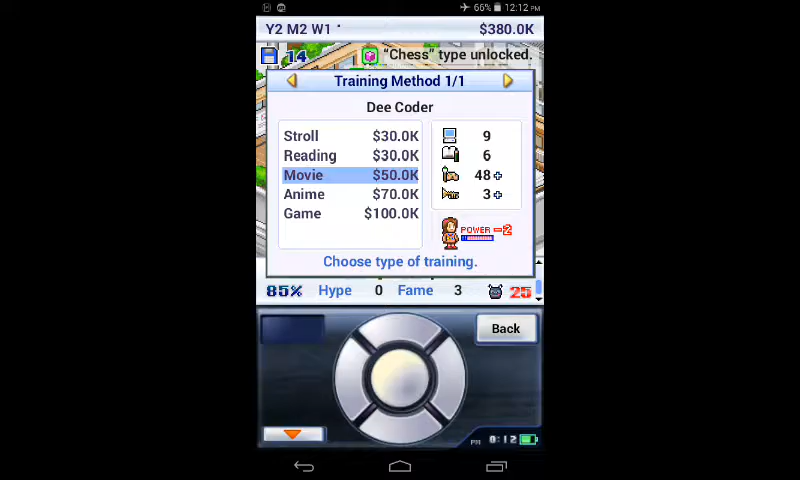 66% 12:12 PM
Y2 M2 W1 $380.0K
14 "Chess" type unlocked.
Training Method 1/1
Dee Coder
Stroll $30.0K 9
Reading $30.0K 6
Movie $50.0K 48
Anime $70.0K 3
Game $100.0K
POWER -2
Choose type of training.
85% Hype 0 Fame 3 25
Back
PM 0:12